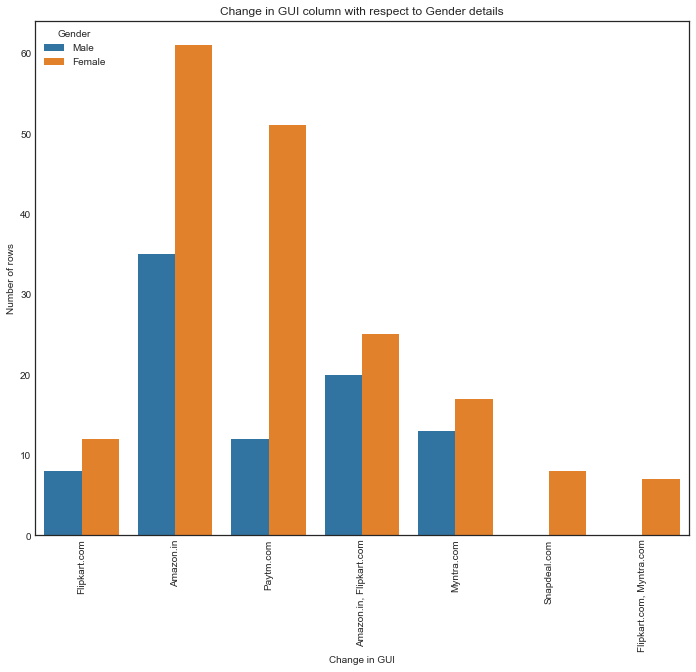 Change in GUI column with respect to Gender details
Gender
Male
Female
Number of rows
60
50
40
30
20
10
0
Flipkart.com
Amazon.in
Paytm.com
Amazon.in, Flipkart.com
Myntra.com
Snapdeal.com
Flipkart.com, Myntra.com
Change in GUI